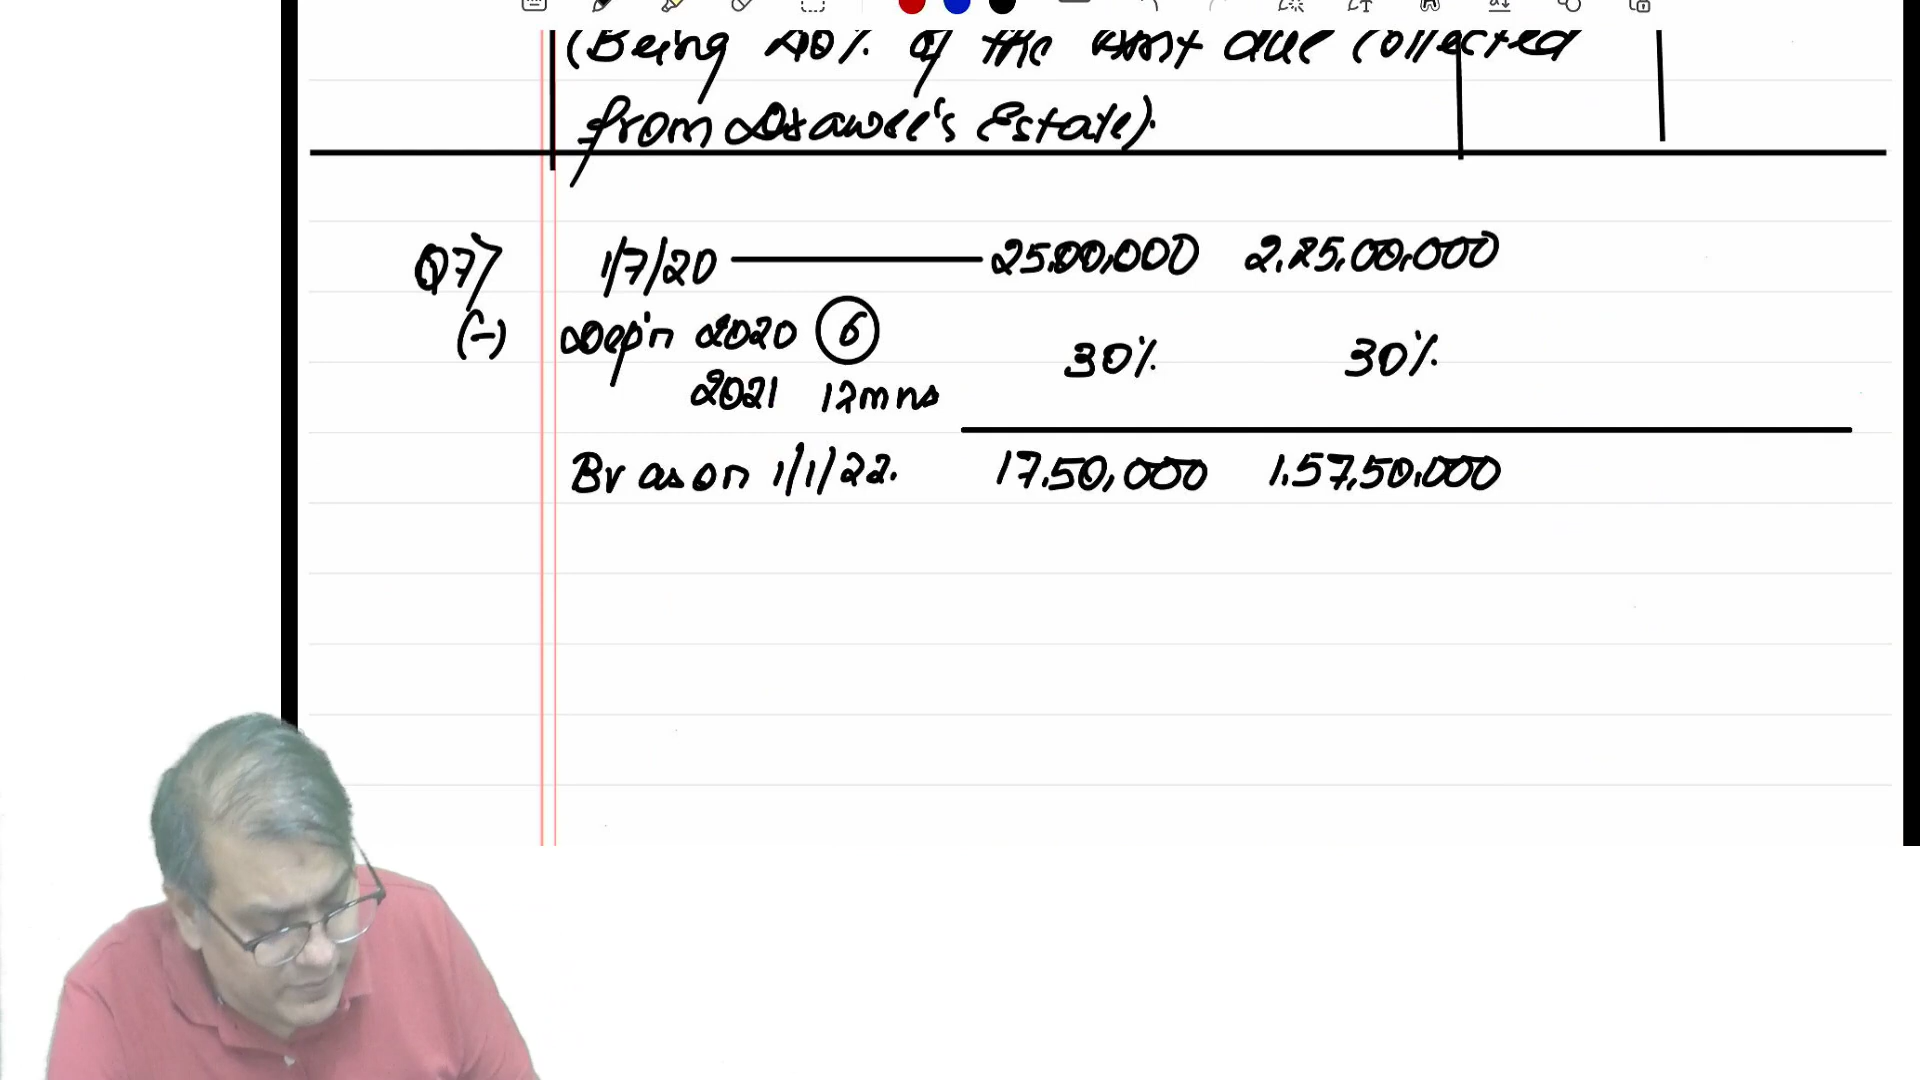 (Being 40% of the Amt due collected
from Drawee's Estate).
Q7) 1/7/20 25,00,000 2,25,00,000
(-) Dep'n 2020 6 30% 30%
2021 12mns
BV as on 1/1/22. 17,50,000 1,57,50,000